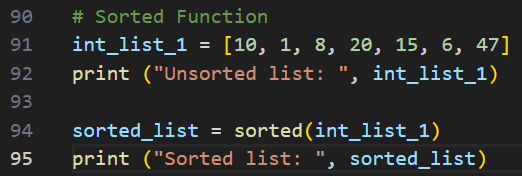 90 # Sorted Function
91 int_list_1 = [10, 1, 8, 20, 15, 6, 47]
92 print ("Unsorted list: ", int_list_1)
93
94 sorted_list = sorted(int_list_1)
95 print ("Sorted list: ", sorted_list)